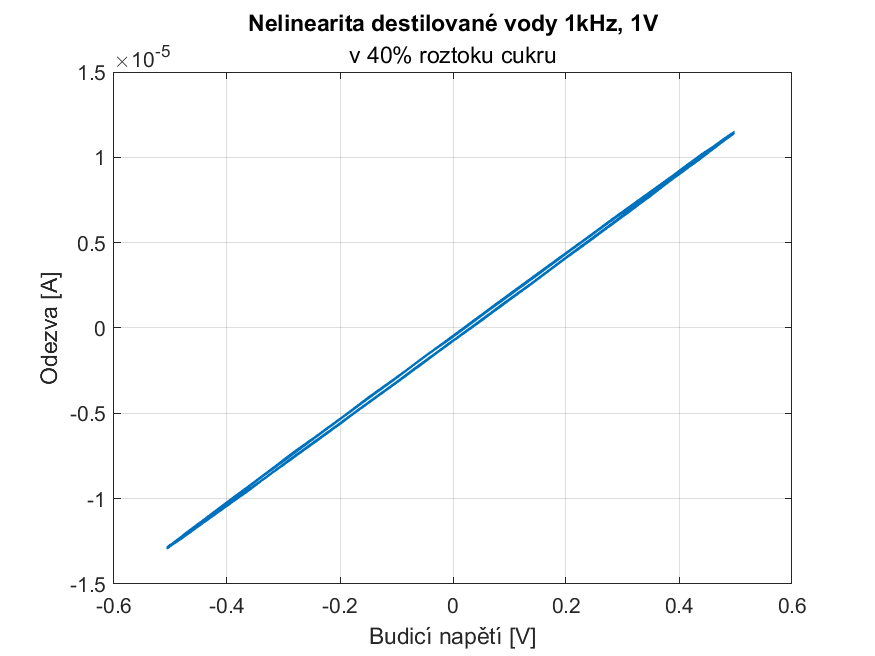 Nelinearita destilované vody 1kHz, 1V
v 40% roztoku cukru
×10^-5
1.5
1
0.5
0
-0.5
-1
-1.5
-0.6 -0.4 -0.2 0 0.2 0.4 0.6
Odezva [A]
Budicí napětí [V]